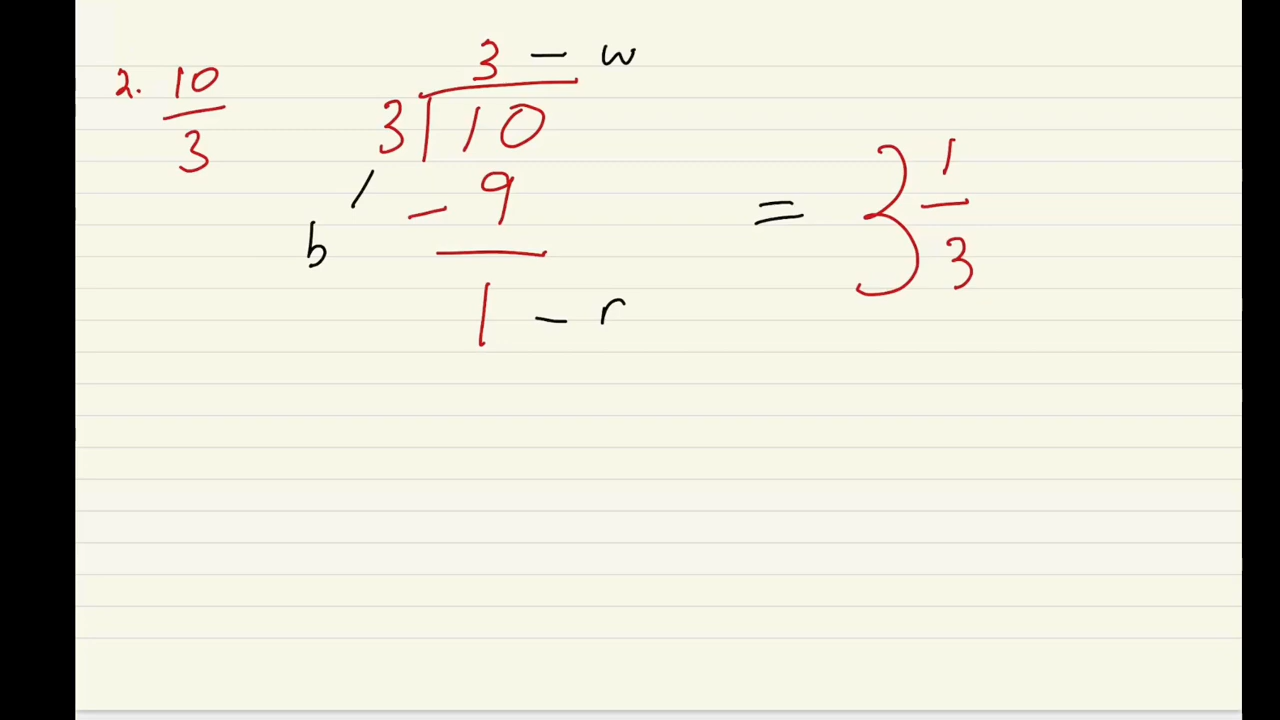 3 – w
2. 10/3 3⟌10
– 9
b
1 – r
= 3 1/3